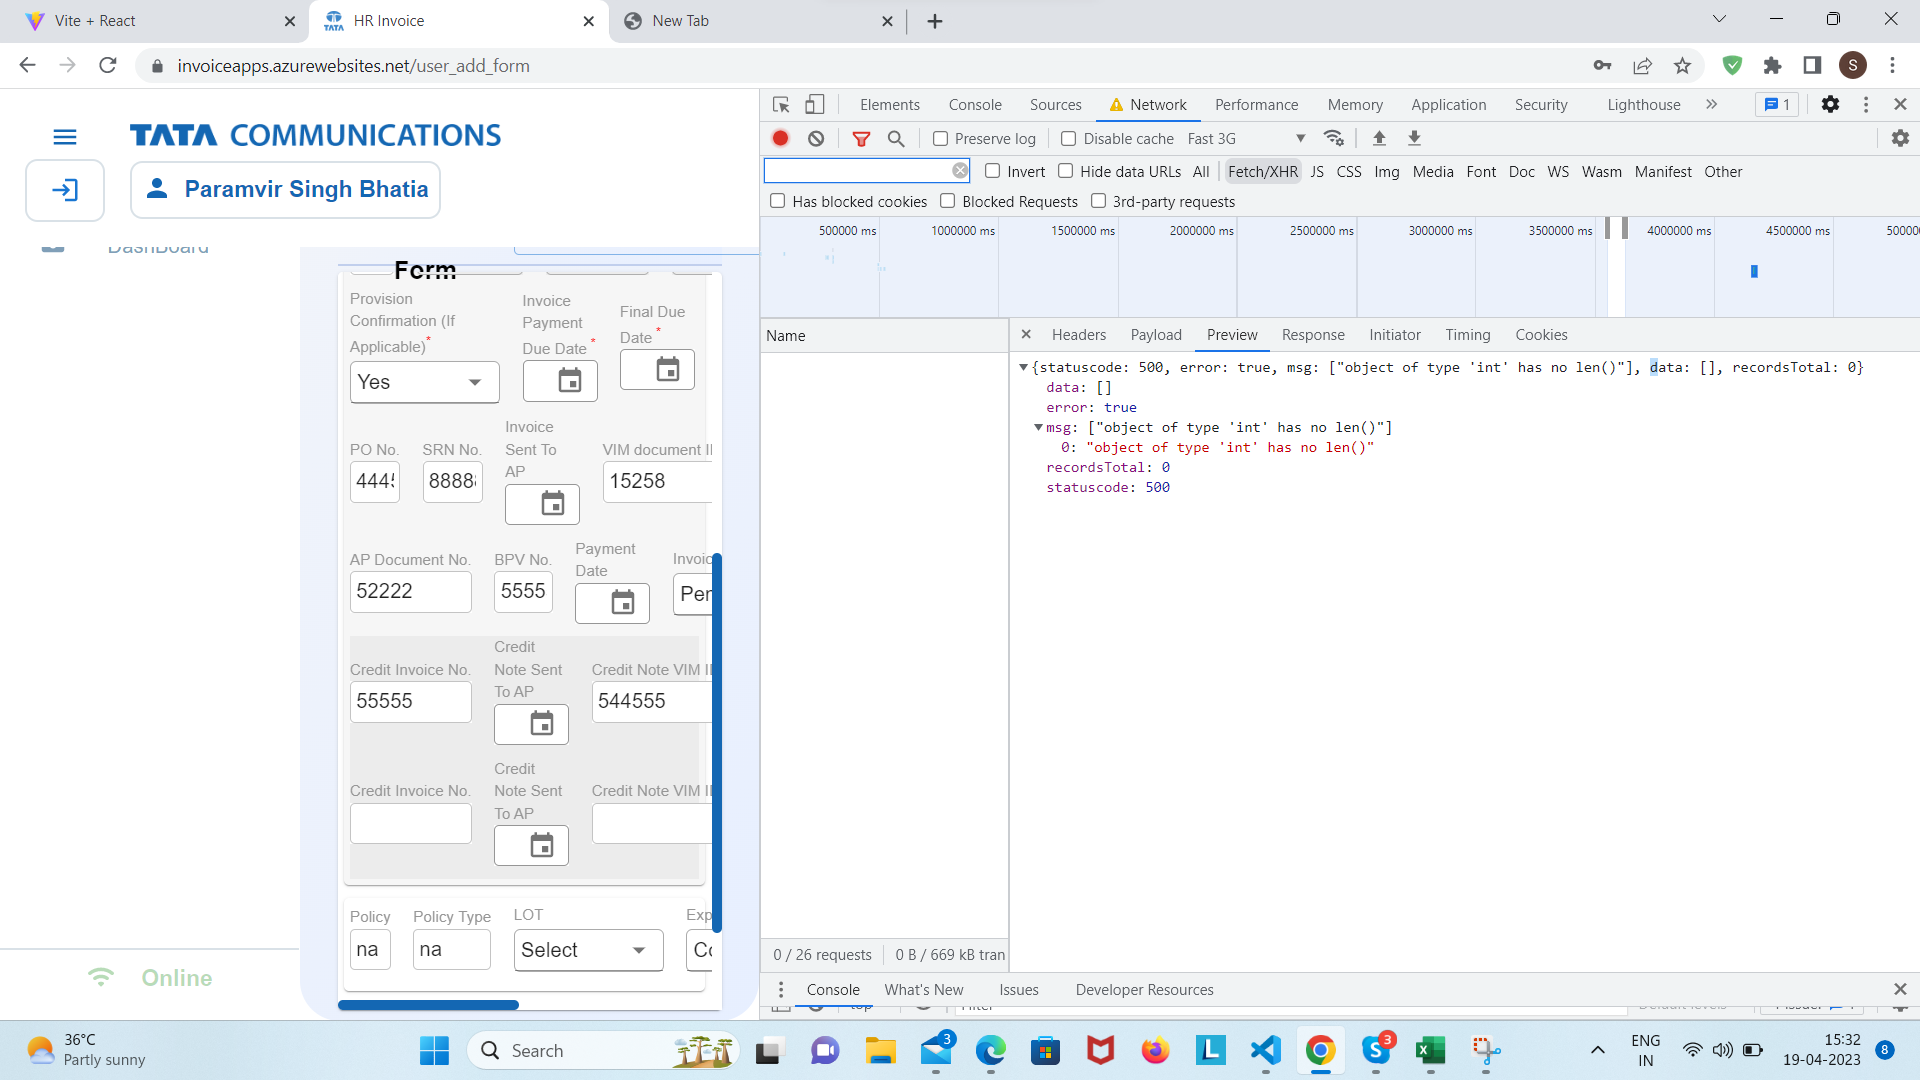 Vite + React
HR Invoice
New Tab
invoiceapps.azurewebsites.net/user_add_form
S
TATA COMMUNICATIONS
Paramvir Singh Bhatia
DashBoard
Form
Provision Confirmation (If Applicable)*
Yes
Invoice Payment Due Date *
Final Due Date *
PO No.
444
SRN No.
8888
Invoice Sent To AP
VIM document I
15258
AP Document No.
52222
BPV No.
5555
Payment Date
Invoic
Per
Credit Invoice No.
55555
Credit Note Sent To AP
Credit Note VIM I
544555
Credit Invoice No.
Credit Note Sent To AP
Credit Note VIM I
Policy
na
Policy Type
na
LOT
Select
Exp
Co
Online
Elements
Console
Sources
Network
Performance
Memory
Application
Security
Lighthouse
1
Preserve log
Disable cache
Fast 3G
Invert
Hide data URLs
All
Fetch/XHR
JS
CSS
Img
Media
Font
Doc
WS
Wasm
Manifest
Other
Has blocked cookies
Blocked Requests
3rd-party requests
500000 ms
1000000 ms
1500000 ms
2000000 ms
2500000 ms
3000000 ms
3500000 ms
4000000 ms
4500000 ms
50000
Name
Headers
Payload
Preview
Response
Initiator
Timing
Cookies
{statuscode: 500, error: true, msg: ["object of type 'int' has no len()"], data: [], recordsTotal: 0}
data: []
error: true
msg: ["object of type 'int' has no len()"]
0: "object of type 'int' has no len()"
recordsTotal: 0
statuscode: 500
0 / 26 requests
0 B / 669 kB tran
Console
What's New
Issues
Developer Resources
top
Filter
Default levels
36°C
Partly sunny
Search
3
3
ENG
IN
15:32
19-04-2023
8